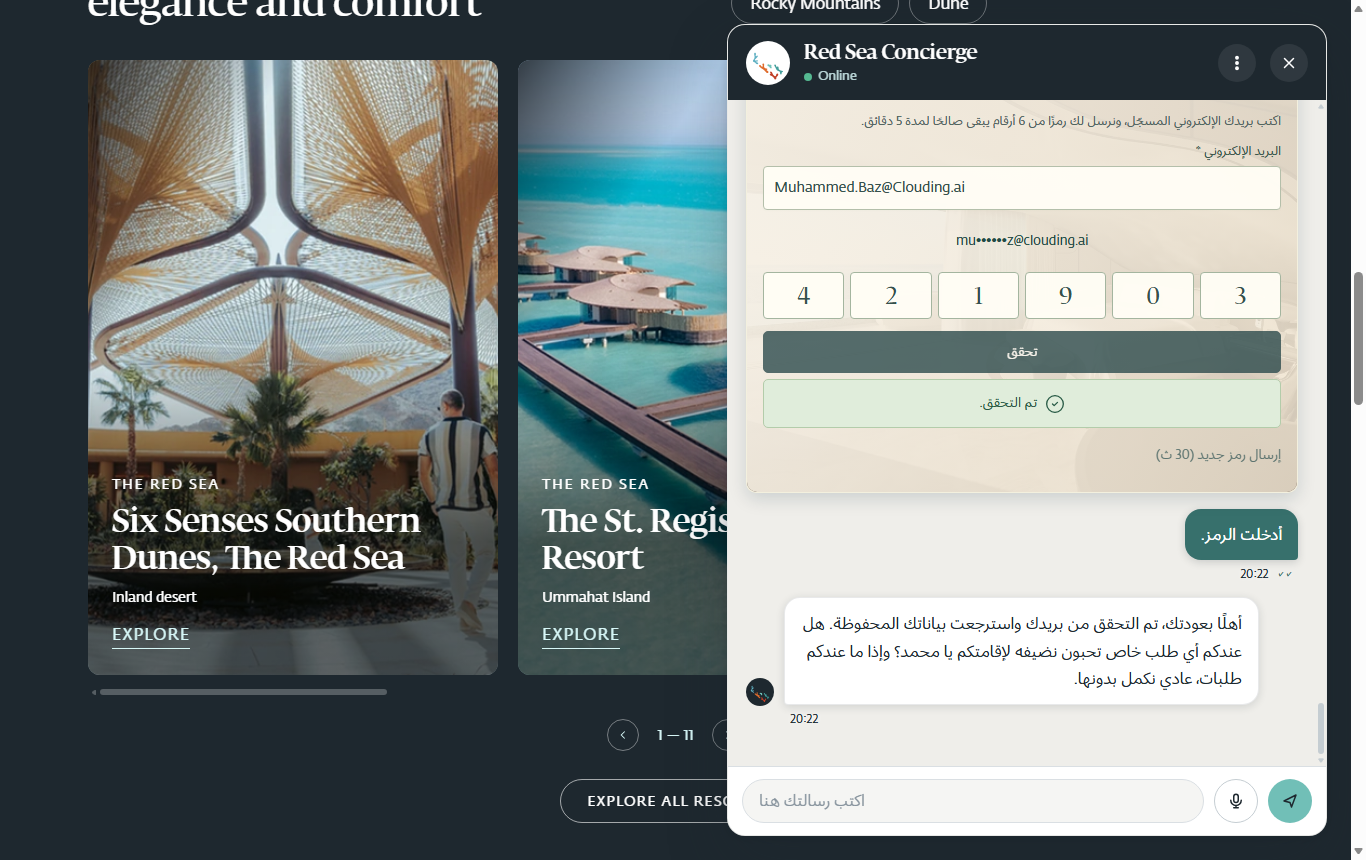 elegance and comfort
Rocky Mountains
Dune
THE RED SEA
Six Senses Southern
Dunes, The Red Sea
Inland desert
EXPLORE
THE RED SEA
The St. Regis
Resort
Ummahat Island
EXPLORE
1 — 11
EXPLORE ALL RESO
Red Sea Concierge
Online
اكتب بريدك الإلكتروني المسجّل، ونرسل لك رمزًا من 6 أرقام يبقى صالحًا لمدة 5 دقائق.
البريد الإلكتروني *
Muhammed.Baz@Clouding.ai
mu••••••z@clouding.ai
4 2 1 9 0 3
تحقق
تم التحقق.
إرسال رمز جديد (30 ث)
أدخلت الرمز.
20:22
أهلًا بعودتك، تم التحقق من بريدك واسترجعت بياناتك المحفوظة. هل
عندكم أي طلب خاص تحبون نضيفه لإقامتكم يا محمد؟ وإذا ما عندكم
طلبات، عادي نكمل بدونها.
20:22
اكتب رسالتك هنا